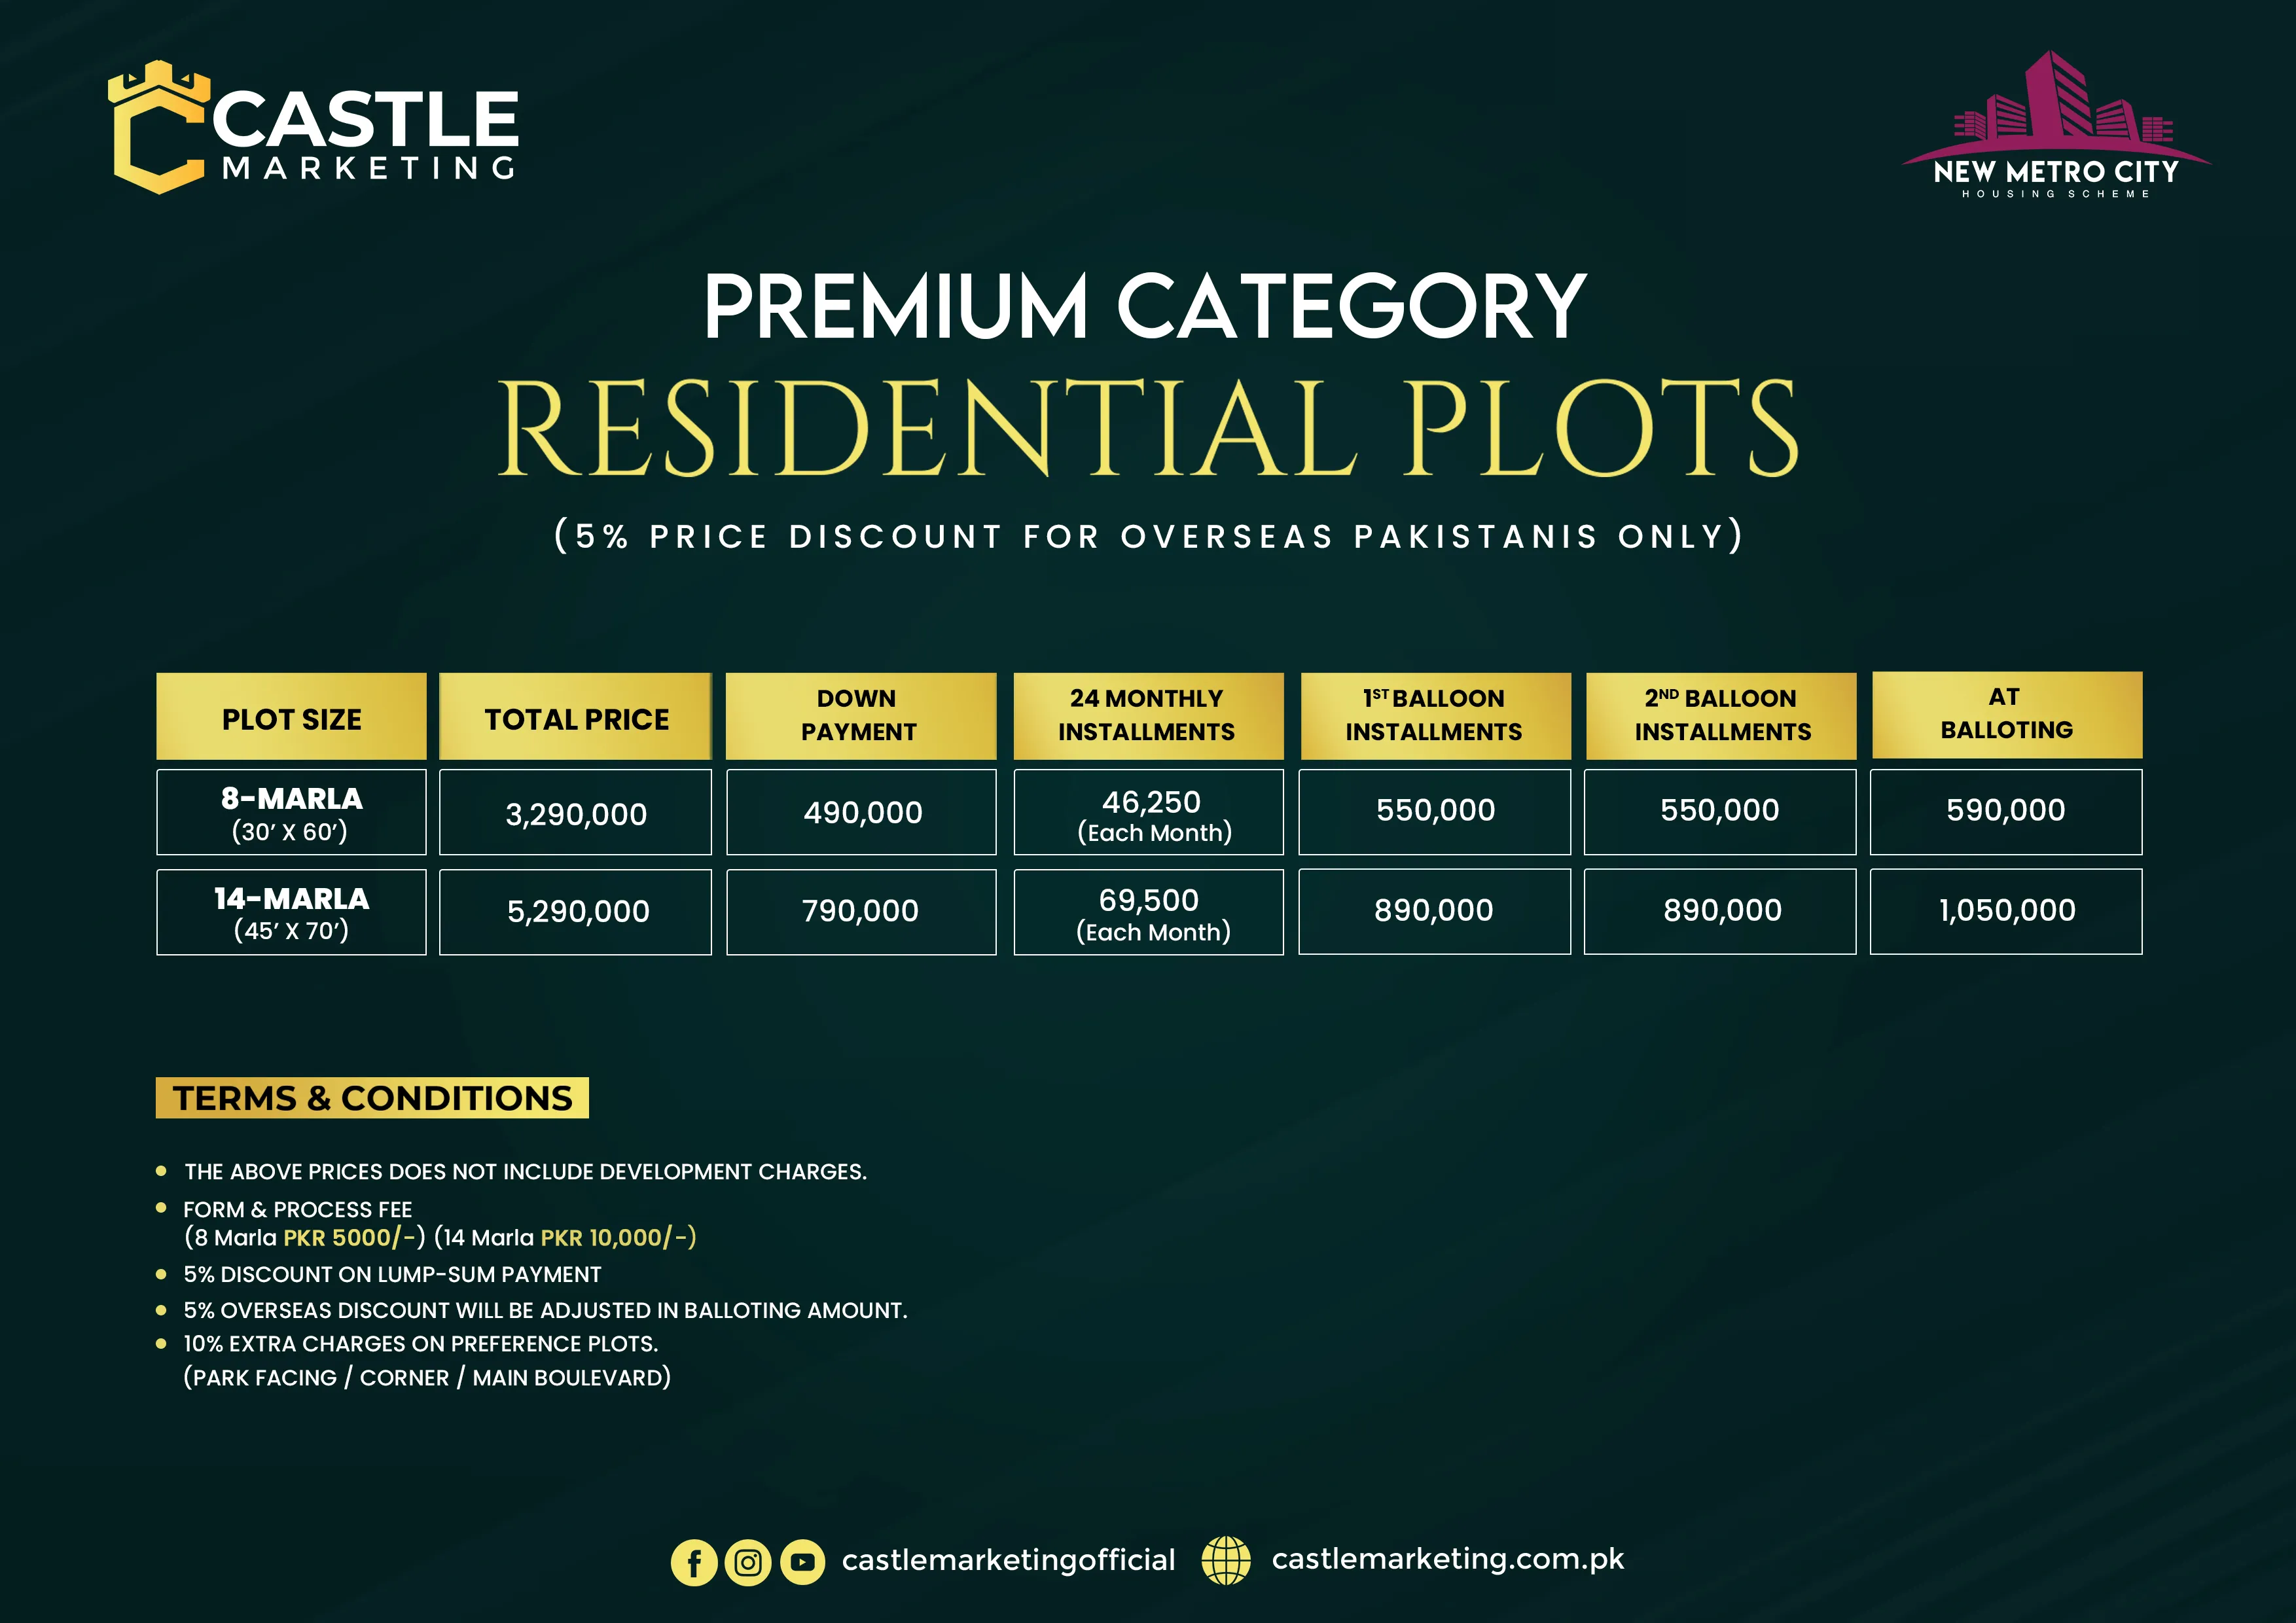 CASTLE
MARKETING
NEW METRO CITY
HOUSING SCHEME
PREMIUM CATEGORY
RESIDENTIAL PLOTS
(5% PRICE DISCOUNT FOR OVERSEAS PAKISTANIS ONLY)
PLOT SIZE
TOTAL PRICE
DOWN
PAYMENT
24 MONTHLY
INSTALLMENTS
1ST BALLOON
INSTALLMENTS
2ND BALLOON
INSTALLMENTS
AT
BALLOTING
8-MARLA
(30’ X 60’)
3,290,000
490,000
46,250
(Each Month)
550,000
550,000
590,000
14-MARLA
(45’ X 70’)
5,290,000
790,000
69,500
(Each Month)
890,000
890,000
1,050,000
TERMS & CONDITIONS
THE ABOVE PRICES DOES NOT INCLUDE DEVELOPMENT CHARGES.
FORM & PROCESS FEE
(8 Marla PKR 5000/-) (14 Marla PKR 10,000/-)
5% DISCOUNT ON LUMP-SUM PAYMENT
5% OVERSEAS DISCOUNT WILL BE ADJUSTED IN BALLOTING AMOUNT.
10% EXTRA CHARGES ON PREFERENCE PLOTS.
(PARK FACING / CORNER / MAIN BOULEVARD)
castlemarketingofficial
castlemarketing.com.pk